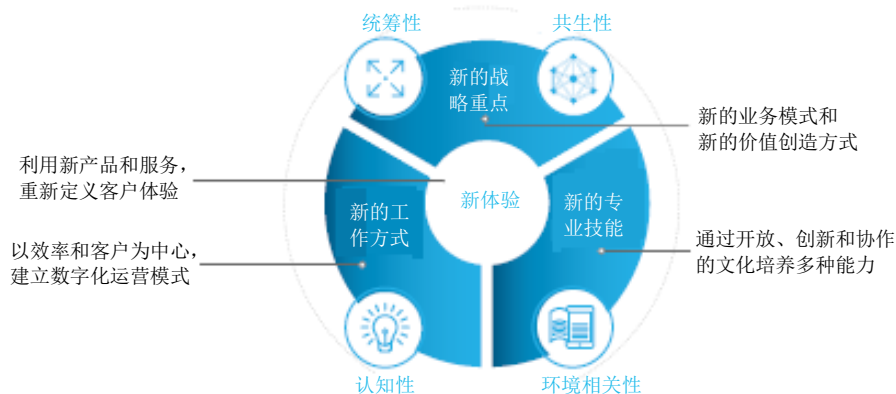 统筹性
共生性
新的战
略重点
新的业务模式和
新的价值创造方式
利用新产品和服务，
重新定义客户体验
新体验
新的工
作方式
新的专
业技能
以效率和客户为中心，
建立数字化运营模式
通过开放、创新和协作
的文化培养多种能力
认知性
环境相关性